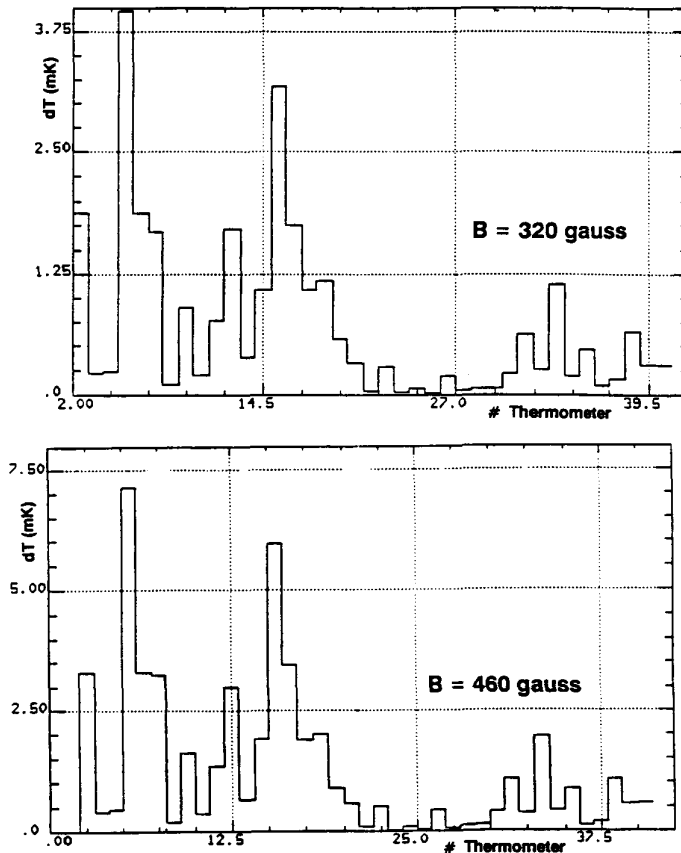 3.75
dT (mK)
2.50
B = 320 gauss
1.25
.0
2.00 14.5 27.0 39.5
# Thermometer
7.50
dT (mK)
5.00
B = 460 gauss
2.50
.0
.00 12.5 25.0 37.5
# Thermometer